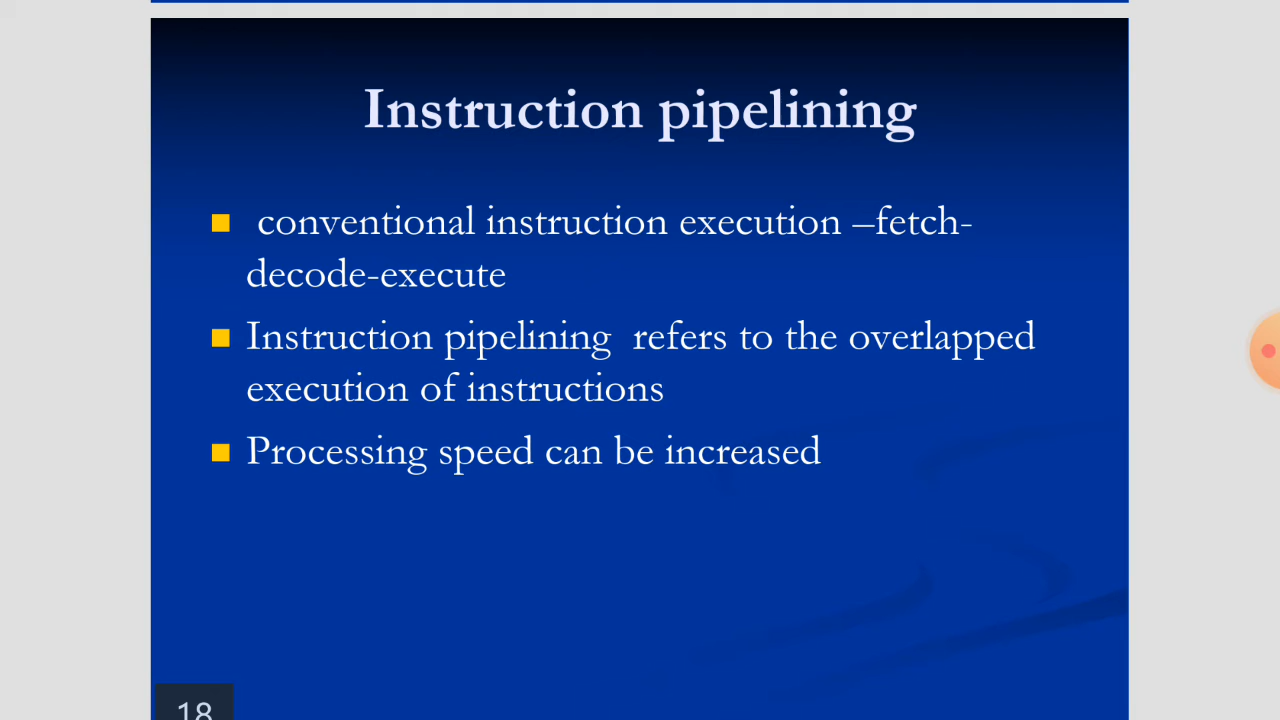 Instruction pipelining
conventional instruction execution –fetch-
decode-execute
Instruction pipelining refers to the overlapped
execution of instructions
Processing speed can be increased
18